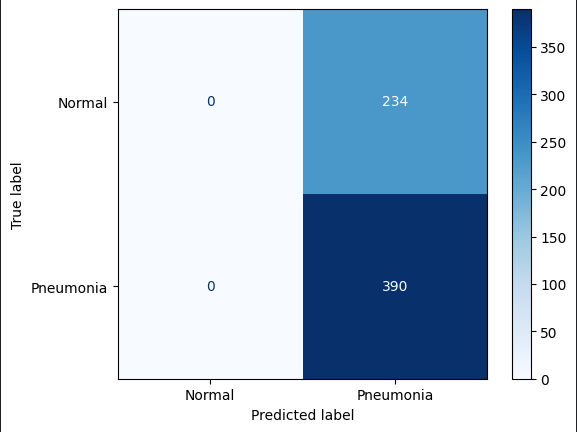 Normal
0
234
Pneumonia
0
390
Normal
Pneumonia
Predicted label
True label
350
300
250
200
150
100
50
0